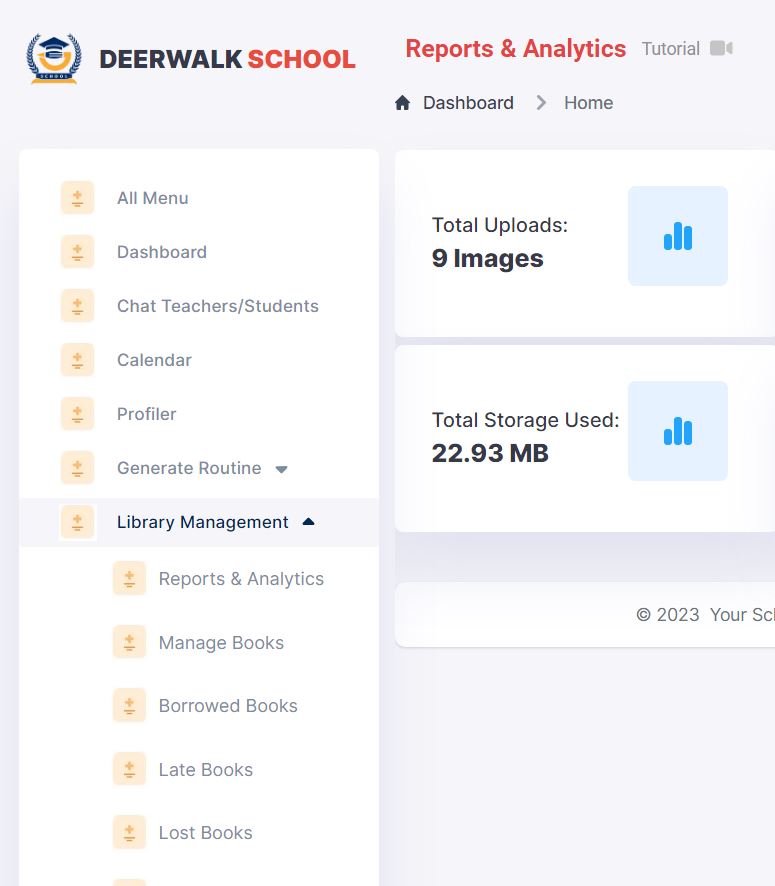 SCHOOL
DEERWALK SCHOOL
Reports & Analytics Tutorial
Dashboard Home
All Menu
Dashboard
Chat Teachers/Students
Calendar
Profiler
Generate Routine
Library Management
Reports & Analytics
Manage Books
Borrowed Books
Late Books
Lost Books
Total Uploads:
9 Images
Total Storage Used:
22.93 MB
© 2023 Your Sch